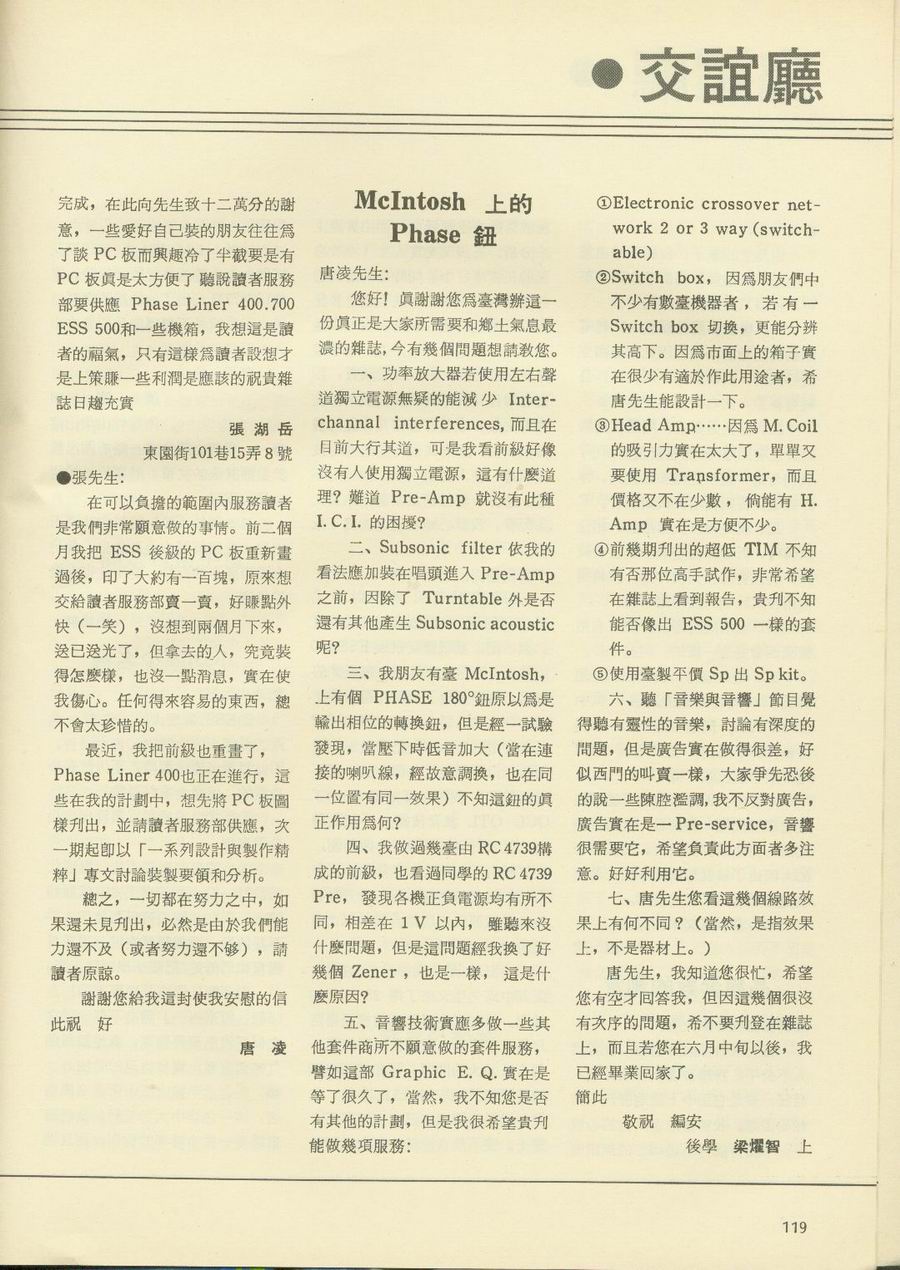 ●交誼廳
完成，在此向先生致十二萬分的謝
意，一些愛好自己裝的朋友往往爲
了談 PC 板而興趣冷了半截要是有
PC 板眞是太方便了聽說讀者服務
部要供應 Phase Liner 400.700
ESS 500和一些機箱，我想這是讀
者的福氣，只有這樣爲讀者設想才
是上策賺一些利潤是應該的祝貴雜
誌日趨充實
張 湖 岳
東園街101巷15弄8號
●張先生：
在可以負擔的範圍內服務讀者
是我們非常願意做的事情。前二個
月我把 ESS 後級的 PC 板重新畫
過後，印了大約有一百塊，原來想
交給讀者服務部賣一賣，好賺點外
快（一笑），沒想到兩個月下來，
送已送光了，但拿去的人，究竟裝
得怎麼樣，也沒一點消息，實在使
我傷心。任何得來容易的東西，總
不會太珍惜的。
最近，我把前級也重畫了，
Phase Liner 400也正在進行，這
些在我的計劃中，想先將 PC 板圖
樣刋出，並請讀者服務部供應，次
一期起卽以「一系列設計與製作精
粹」專文討論裝製要領和分析。
總之，一切都在努力之中，如
果還未見刋出，必然是由於我們能
力還不及（或者努力還不够），請
讀者原諒。
謝謝您給我這封使我安慰的信
此祝　好
唐　凌
McIntosh 上的
Phase 鈕
唐凌先生：
您好！眞謝謝您爲臺灣辦這一
份眞正是大家所需要和鄉土氣息最
濃的雜誌，今有幾個問題想請敎您。
一、功率放大器若使用左右聲
道獨立電源無疑的能減少 Inter-
channal interferences, 而且在
目前大行其道，可是我看前級好像
沒有人使用獨立電源，這有什麼道
理？難道 Pre-Amp 就沒有此種
I. C. I. 的困擾？
二、Subsonic filter 依我的
看法應加裝在唱頭進入 Pre-Amp
之前，因除了 Turntable 外是否
還有其他產生 Subsonic acoustic
呢？
三、我朋友有臺 McIntosh,
上有個 PHASE 180°鈕原以爲是
輸出相位的轉換鈕，但是經一試驗
發現，當壓下時低音加大（當在連
接的喇叭線，經故意調換，也在同
一位置有同一效果）不知這鈕的眞
正作用爲何？
四、我做過幾臺由 RC 4739構
成的前級，也看過同學的 RC 4739
Pre, 發現各機正負電源均有所不
同，相差在 1 V 以內，雖聽來沒
什麼問題，但是這問題經我換了好
幾個 Zener，也是一樣，這是什
麼原因？
五、音響技術實應多做一些其
他套件商所不願意做的套件服務，
譬如這部 Graphic E. Q. 實在是
等了很久了，當然，我不知您是否
有其他的計劃，但是我很希望貴刋
能做幾項服務：
①Electronic crossover net-
work 2 or 3 way (switch-
able)
②Switch box，因爲朋友們中
不少有數臺機器者，若有一
Switch box 切換，更能分辨
其高下。因爲市面上的箱子實
在很少有適於作此用途者，希
唐先生能設計一下。
③Head Amp……因爲 M. Coil
的吸引力實在太大了，單單又
要使用 Transformer，而且
價格又不在少數，倘能有 H.
Amp 實在是方便不少。
④前幾期刋出的超低 TIM 不知
有否那位高手試作，非常希望
在雜誌上看到報告，貴刋不知
能否像出 ESS 500 一樣的套
件。
⑤使用臺製平價 Sp 出 Sp kit。
六、聽「音樂與音響」節目覺
得聽有靈性的音樂，討論有深度的
問題，但是廣告實在做得很差，好
似西門的叫賣一樣，大家爭先恐後
的說一些陳腔濫調，我不反對廣告，
廣告實在是一 Pre-service，音響
很需要它，希望負責此方面者多注
意。好好利用它。
七、唐先生您看這幾個線路效
果上有何不同？（當然，是指效果
上，不是器材上。）
唐先生，我知道您很忙，希望
您有空才回答我，但因這幾個很沒
有次序的問題，希不要刋登在雜誌
上，而且若您在六月中旬以後，我
已經畢業囘家了。
簡此
敬祝　編安
後學　梁燿智　上
119